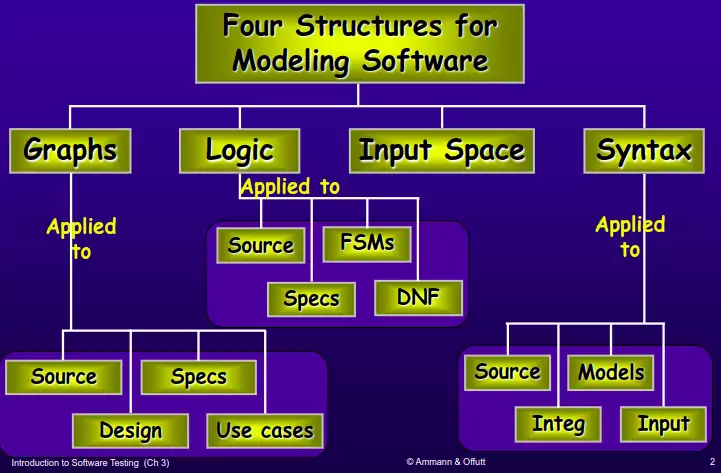 Four Structures for
Modeling Software
Graphs
Logic
Input Space
Syntax
Applied to
Applied
to
Applied
to
Source
FSMs
Specs
DNF
Source
Specs
Design
Use cases
Source
Models
Integ
Input
Introduction to Software Testing (Ch 3)
© Ammann & Offutt
2